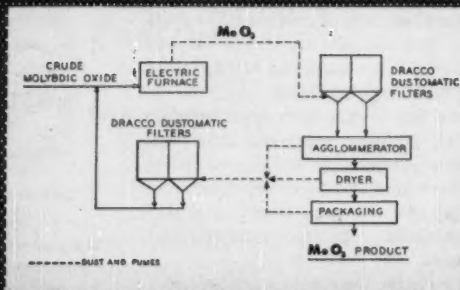 MoO3
CRUDE
MOLYBDIC OXIDE
ELECTRIC
FURNACE
DRACCO
DUSTOMATIC
FILTERS
DRACCO DUSTOMATIC
FILTERS
AGGLOMMERATOR
DRYER
PACKAGING
DUST AND FUMES
MoO3 PRODUCT